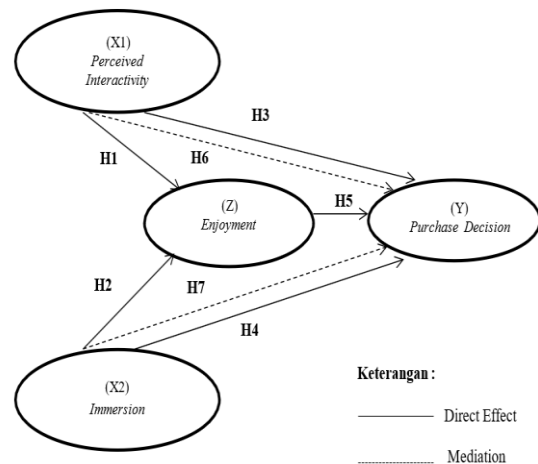 (X1)
Perceived
Interactivity
H3
H1
H6
(Z)
Enjoyment
H5
(Y)
Purchase Decision
H2
H7
H4
(X2)
Immersion
Keterangan :
Direct Effect
Mediation